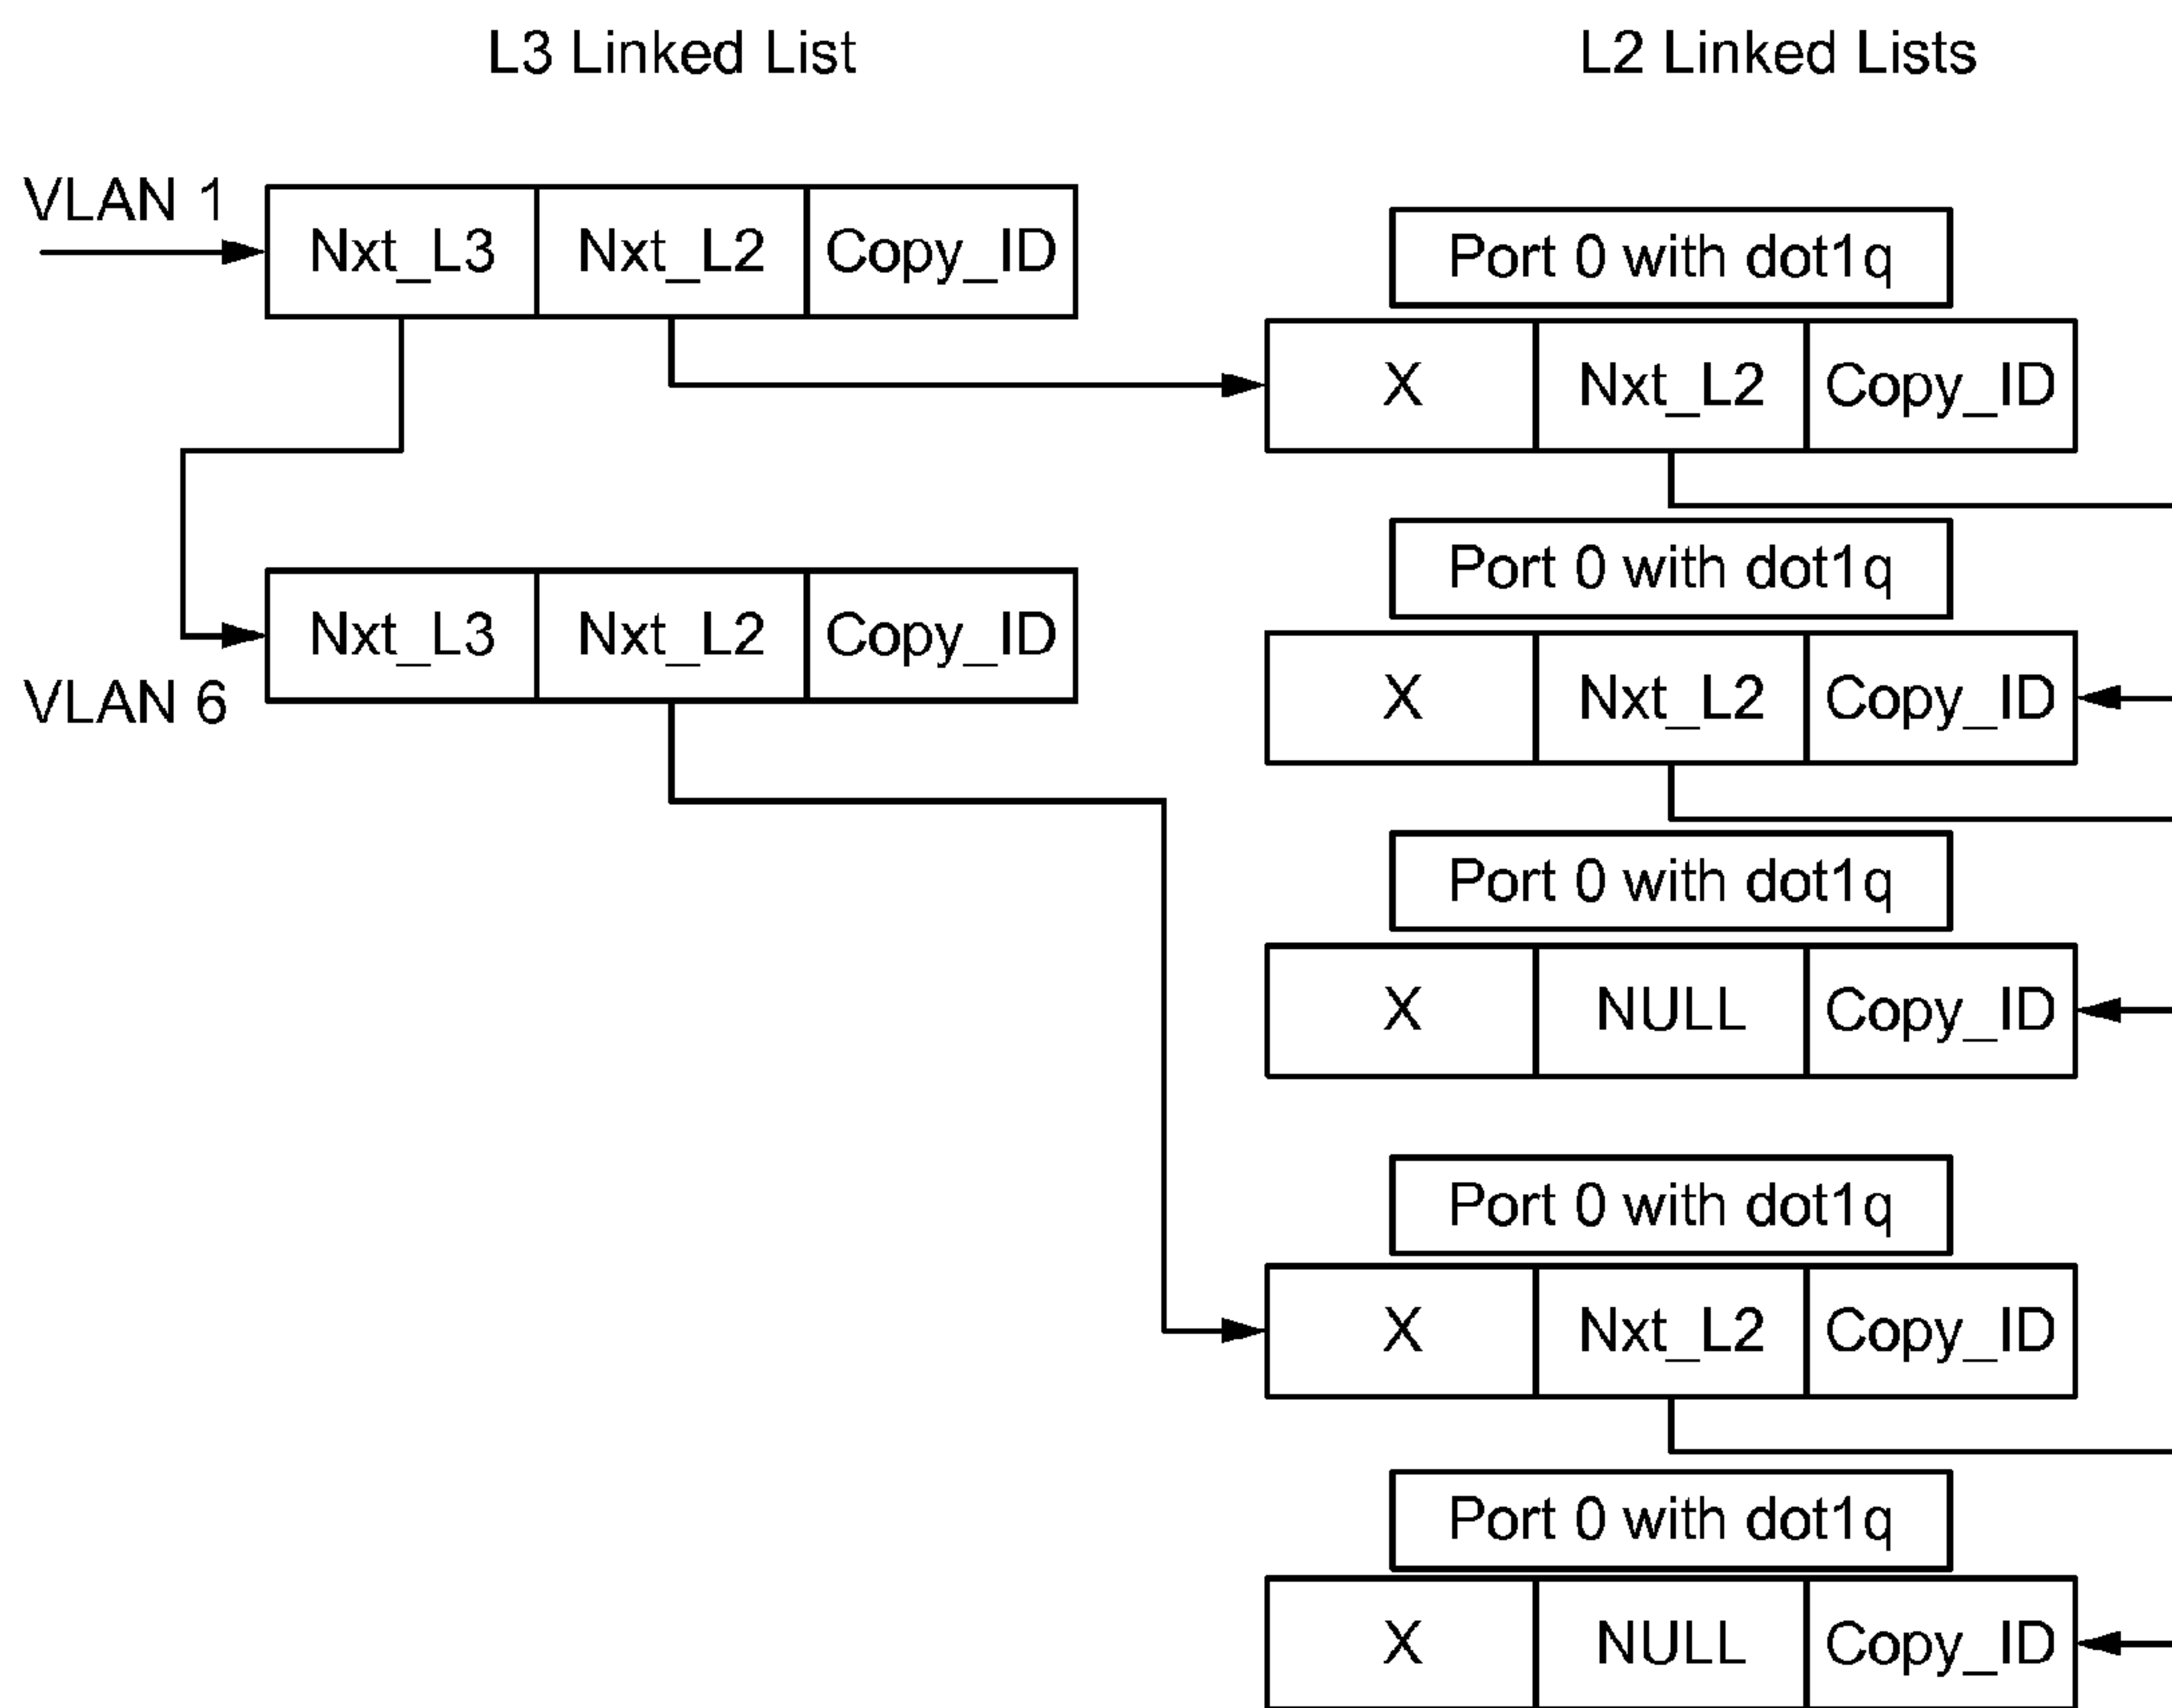 L3 Linked List
L2 Linked Lists
VLAN 1
Nxt_L3 Nxt_L2 Copy_ID
Port 0 with dot1q
X Nxt_L2 Copy_ID
Port 0 with dot1q
Nxt_L3 Nxt_L2 Copy_ID
VLAN 6
X Nxt_L2 Copy_ID
Port 0 with dot1q
X NULL Copy_ID
Port 0 with dot1q
X Nxt_L2 Copy_ID
Port 0 with dot1q
X NULL Copy_ID